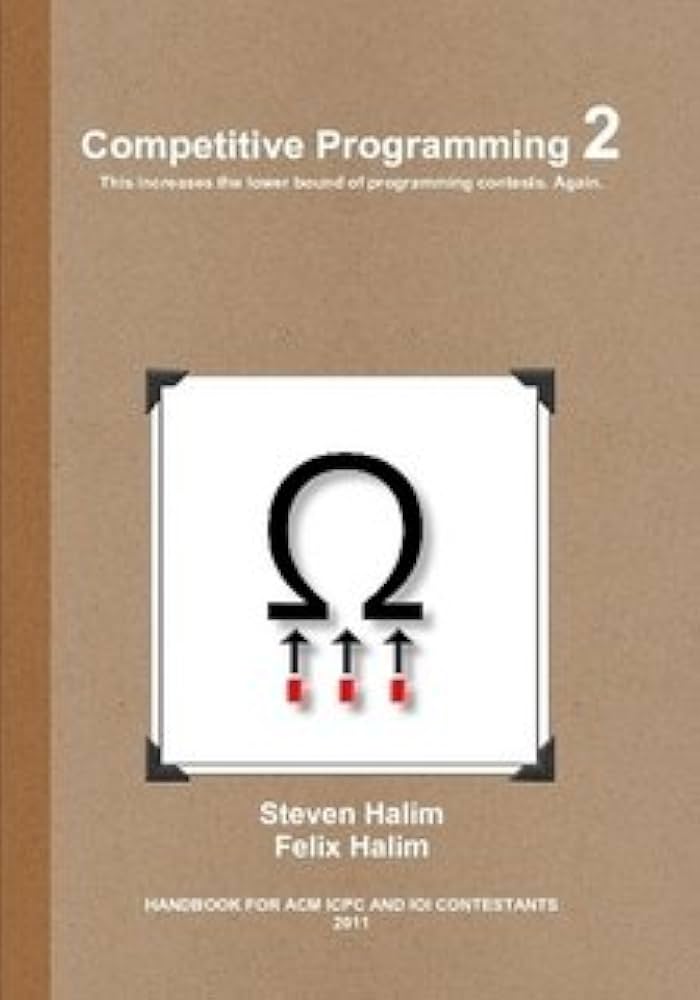 Competitive Programming 2
This increases the lower bound of programming contests. Again.
Ω
Steven Halim
Felix Halim
HANDBOOK FOR ACM ICPC AND IOI CONTESTANTS
2011